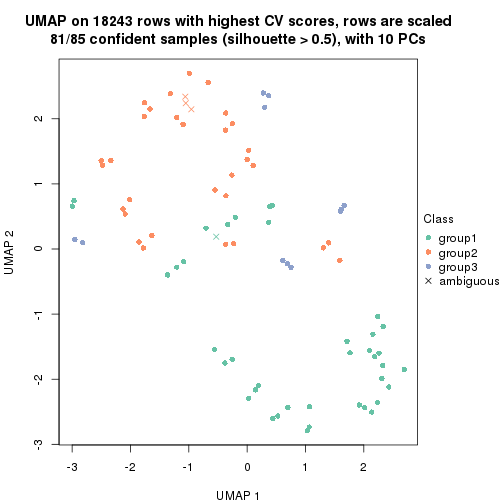 UMAP on 18243 rows with highest CV scores, rows are scaled
81/85 confident samples (silhouette > 0.5), with 10 PCs
2
1
0
-1
-2
-3
UMAP 2
-3
-2
-1
0
1
2
UMAP 1
Class
group1
group2
group3
ambiguous